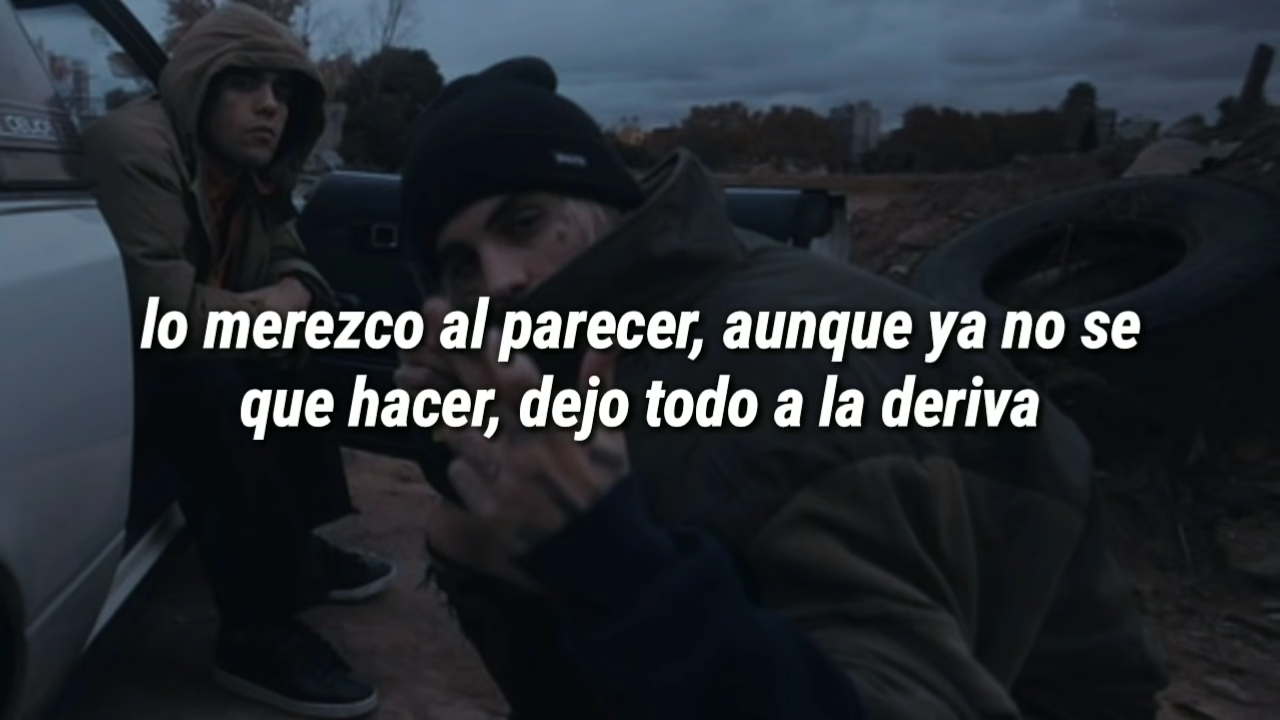 lo merezco al parecer, aunque ya no se
que hacer, dejo todo a la deriva